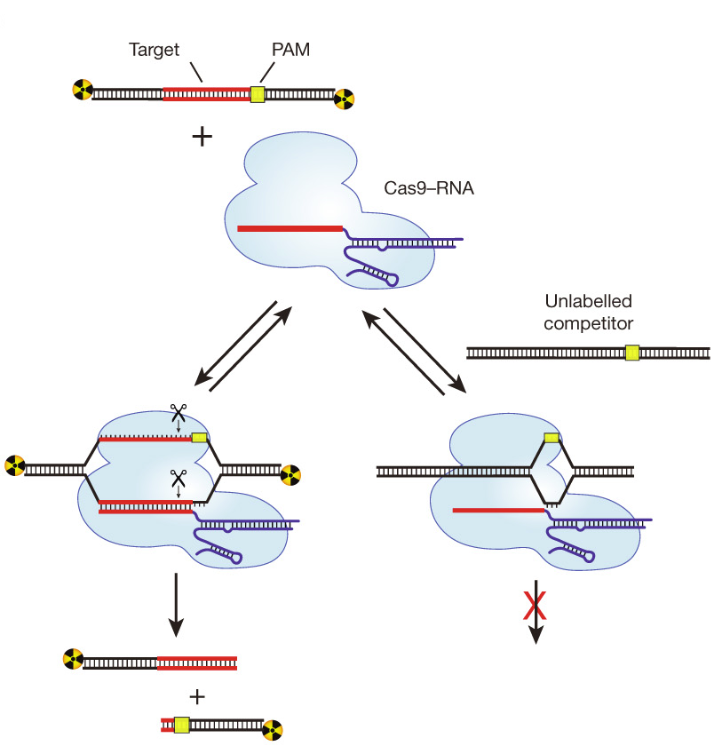 Target
PAM
+
Cas9–RNA
Unlabelled
competitor
X
+